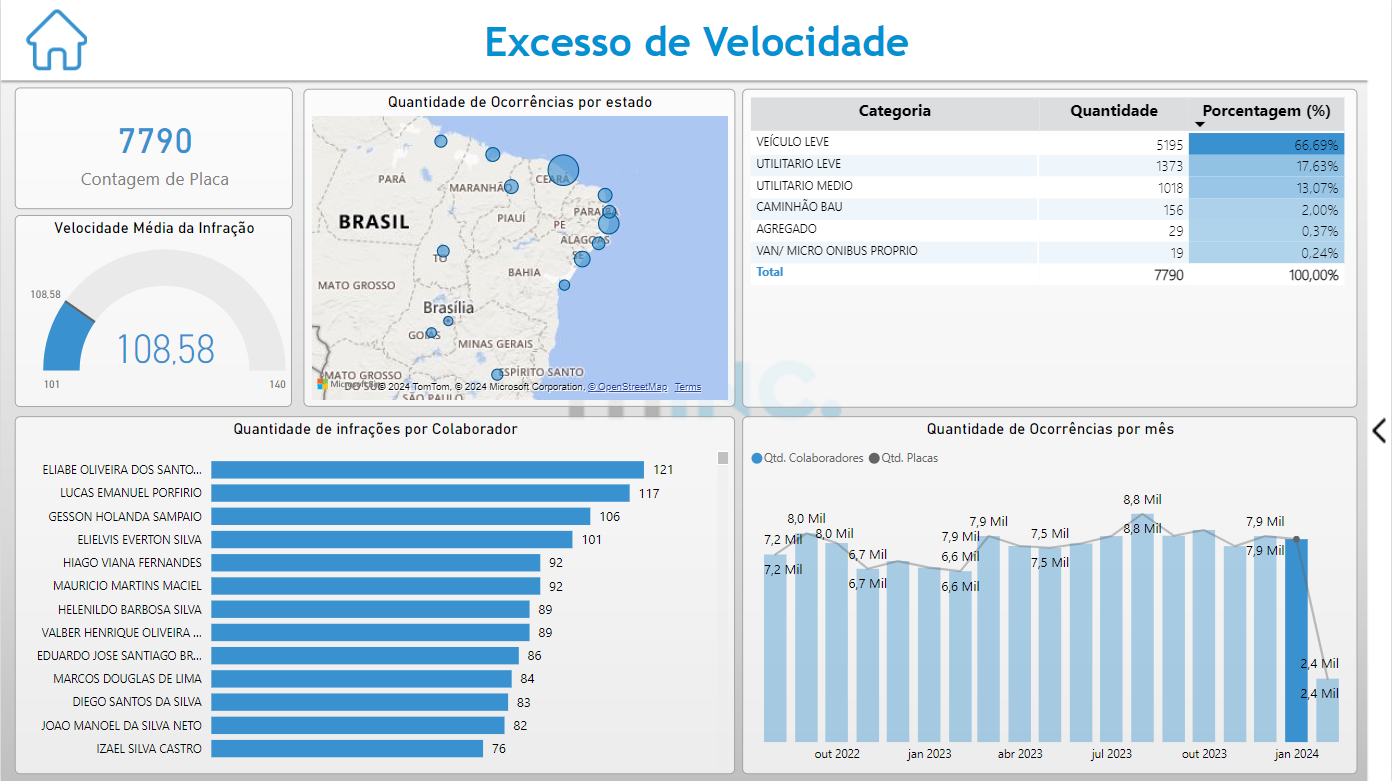 Excesso de Velocidade
7790
Contagem de Placa
Velocidade Média da Infração
108,58
108,58
101
140
Quantidade de Ocorrências por estado
PARÁ
MARANHÃO
CEARÁ
BRASIL
PIAUÍ
PARAÍBA
PE
ALAGOAS
SE
TO
BAHIA
MATO GROSSO
Brasília
GOIÁS
MINAS GERAIS
ESPÍRITO SANTO
MATO GROSSO
DO SUL
SÃO PAULO
© 2024 TomTom, © 2024 Microsoft Corporation, © OpenStreetMap Terms
Categoria Quantidade Porcentagem (%)
VEÍCULO LEVE 5195 66,69%
UTILITARIO LEVE 1373 17,63%
UTILITARIO MEDIO 1018 13,07%
CAMINHÃO BAU 156 2,00%
AGREGADO 29 0,37%
VAN/ MICRO ONIBUS PROPRIO 19 0,24%
Total 7790 100,00%
Quantidade de infrações por Colaborador
ELIABE OLIVEIRA DOS SANTO... 121
LUCAS EMANUEL PORFIRIO 117
GESSON HOLANDA SAMPAIO 106
ELIELVIS EVERTON SILVA 101
HIAGO VIANA FERNANDES 92
MAURICIO MARTINS MACIEL 92
HELENILDO BARBOSA SILVA 89
VALBER HENRIQUE OLIVEIRA ... 89
EDUARDO JOSE SANTIAGO BR... 86
MARCOS DOUGLAS DE LIMA 84
DIEGO SANTOS DA SILVA 83
JOAO MANOEL DA SILVA NETO 82
IZAEL SILVA CASTRO 76
Quantidade de Ocorrências por mês
Qtd. Colaboradores Qtd. Placas
7,2 Mil
7,2 Mil
8,0 Mil
8,0 Mil
6,7 Mil
6,7 Mil
7,9 Mil
7,9 Mil
6,6 Mil
6,6 Mil
7,5 Mil
7,5 Mil
8,8 Mil
8,8 Mil
7,9 Mil
7,9 Mil
2,4 Mil
2,4 Mil
out 2022 jan 2023 abr 2023 jul 2023 out 2023 jan 2024